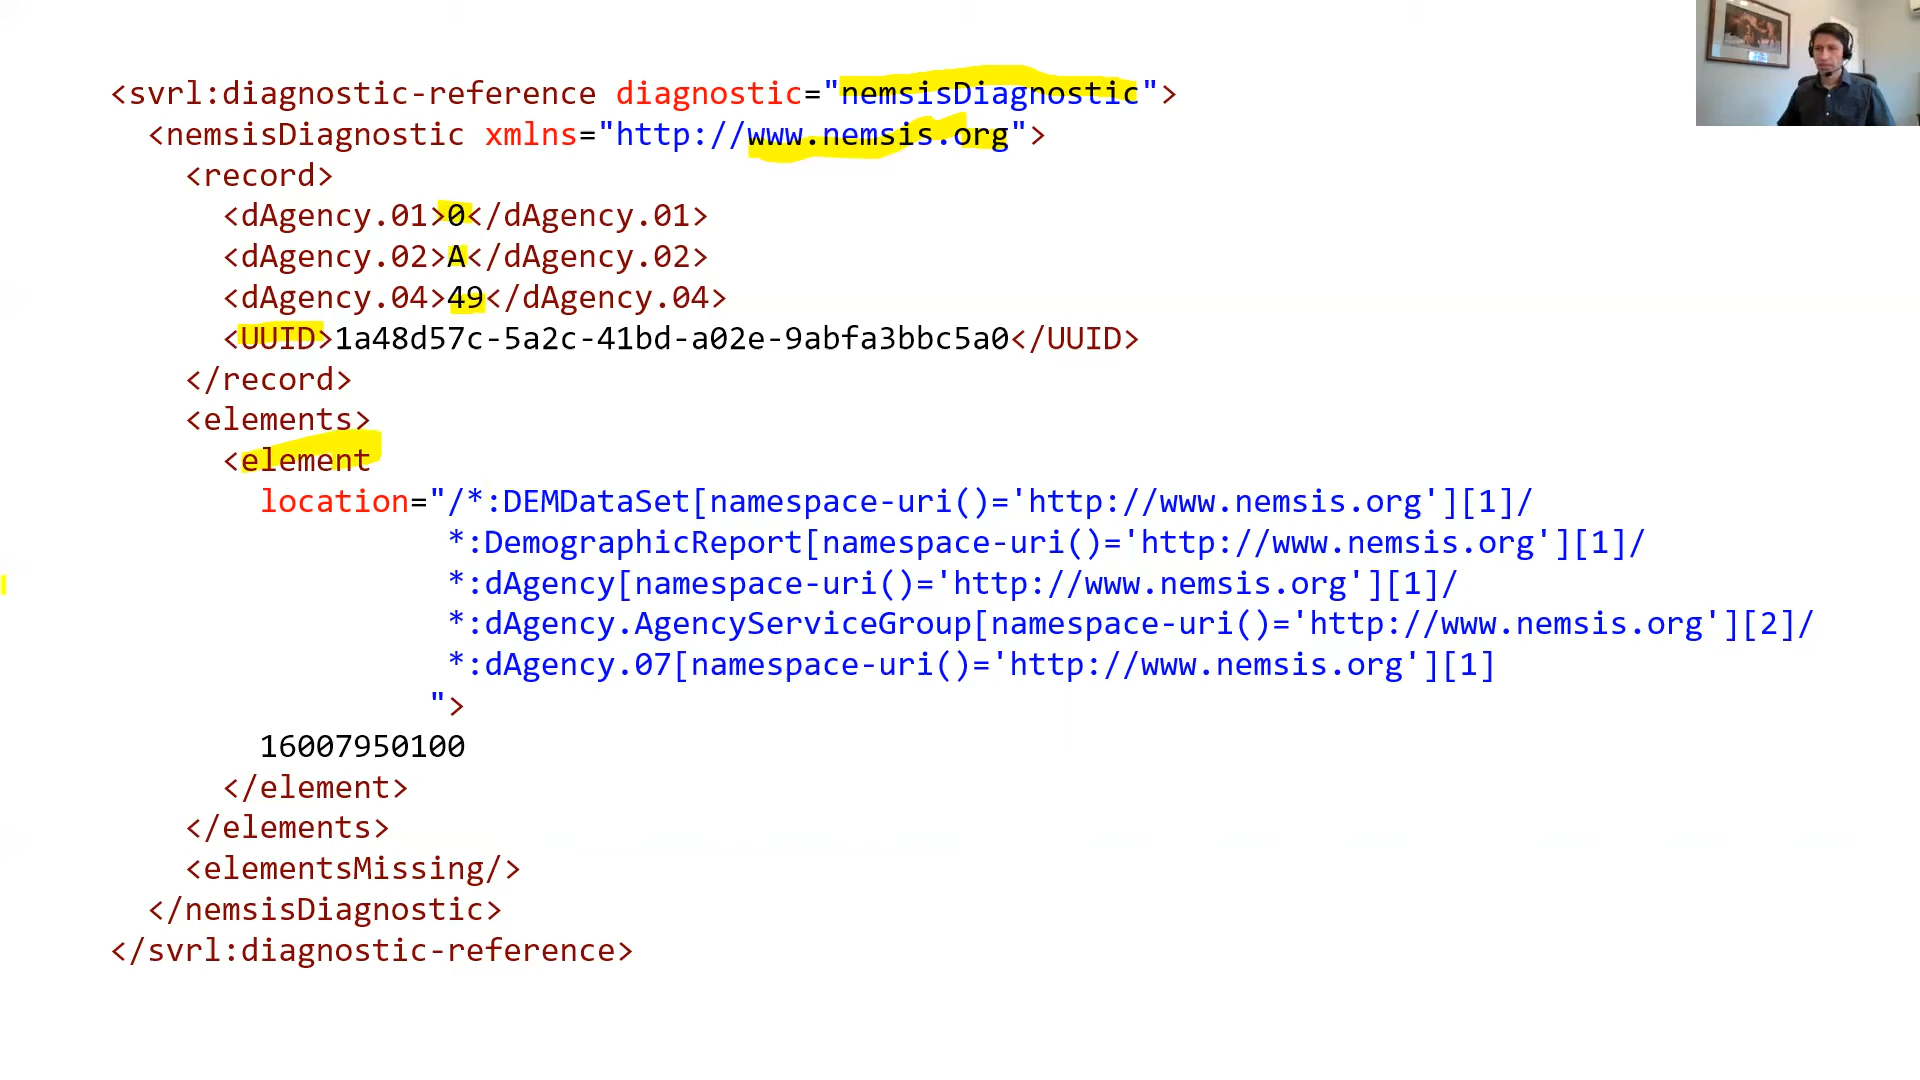 <svrl:diagnostic-reference diagnostic="nemsisDiagnostic">
<nemsisDiagnostic xmlns="http://www.nemsis.org">
<record>
<dAgency.01>0</dAgency.01>
<dAgency.02>A</dAgency.02>
<dAgency.04>49</dAgency.04>
<UUID>1a48d57c-5a2c-41bd-a02e-9abfa3bbc5a0</UUID>
</record>
<elements>
<element
location="/*:DEMDataSet[namespace-uri()='http://www.nemsis.org'][1]/
*:DemographicReport[namespace-uri()='http://www.nemsis.org'][1]/
*:dAgency[namespace-uri()='http://www.nemsis.org'][1]/
*:dAgency.AgencyServiceGroup[namespace-uri()='http://www.nemsis.org'][2]/
*:dAgency.07[namespace-uri()='http://www.nemsis.org'][1]
">
16007950100
</element>
</elements>
<elementsMissing/>
</nemsisDiagnostic>
</svrl:diagnostic-reference>